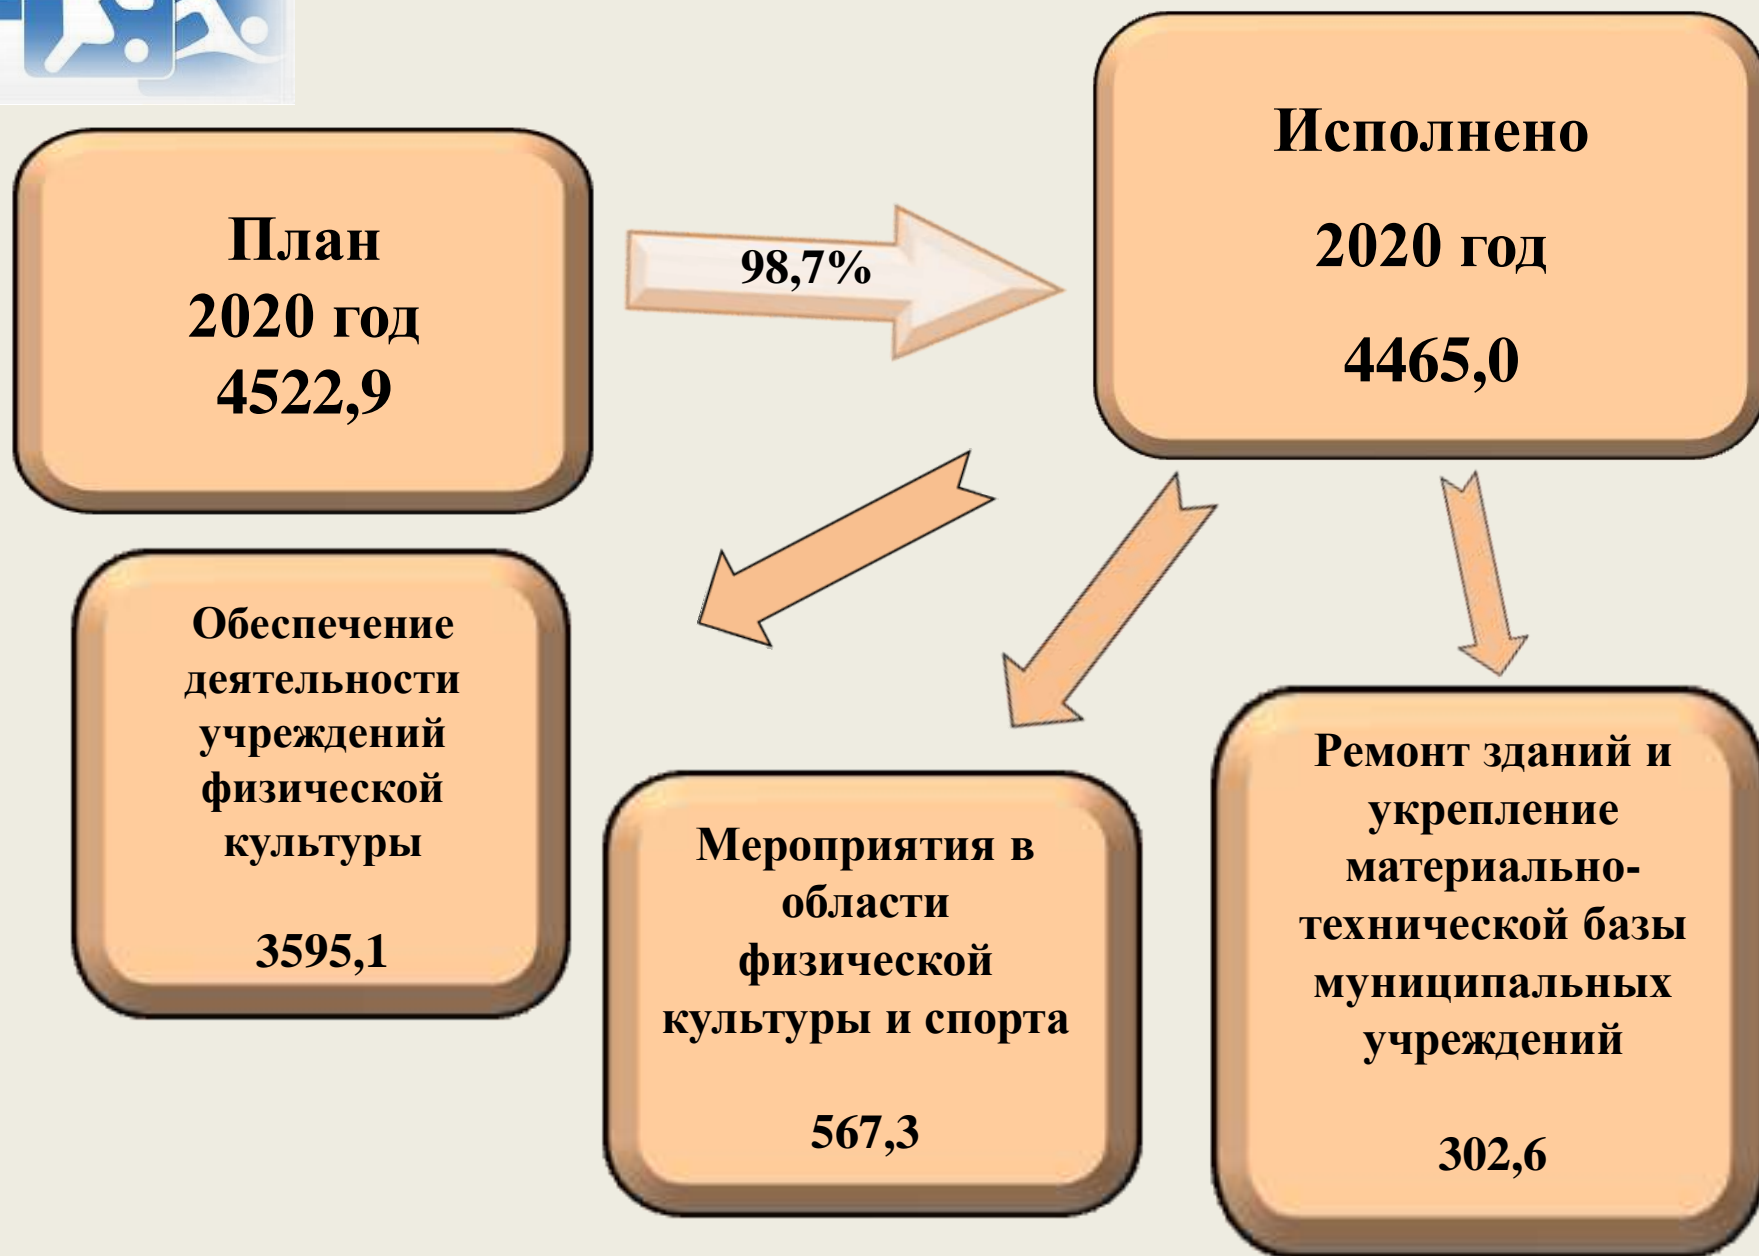 План
2020 год
4522,9
98,7%
Исполнено
2020 год
4465,0
Обеспечение
деятельности
учреждений
физической
культуры
3595,1
Мероприятия в
области
физической
культуры и спорта
567,3
Ремонт зданий и
укрепление
материально-
технической базы
муниципальных
учреждений
302,6